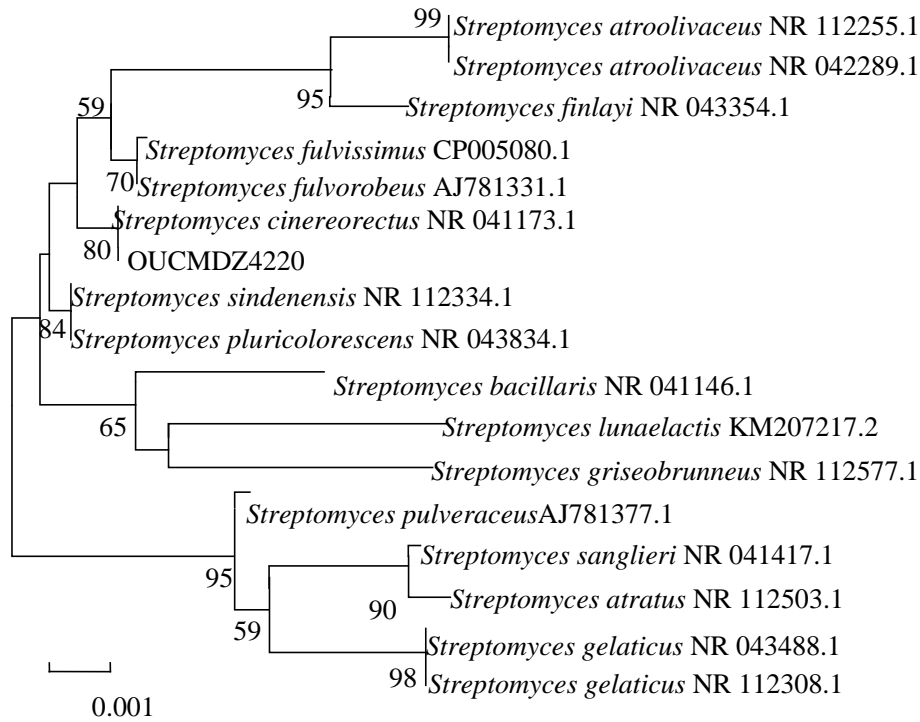 99 Streptomyces atroolivaceus NR 112255.1
Streptomyces atroolivaceus NR 042289.1
95 Streptomyces finlayi NR 043354.1
59
Streptomyces fulvissimus CP005080.1
70 Streptomyces fulvorobeus AJ781331.1
Streptomyces cinereorectus NR 041173.1
80 OUCMDZ4220
Streptomyces sindenensis NR 112334.1
84 Streptomyces pluricolorescens NR 043834.1
Streptomyces bacillaris NR 041146.1
65 Streptomyces lunaelactis KM207217.2
Streptomyces griseobrunneus NR 112577.1
Streptomyces pulveraceusAJ781377.1
Streptomyces sanglieri NR 041417.1
95
90 Streptomyces atratus NR 112503.1
59
Streptomyces gelaticus NR 043488.1
98 Streptomyces gelaticus NR 112308.1
0.001